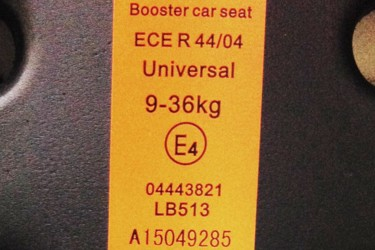 Booster car seat
ECE R 44/04
Universal
9-36kg
E4
04443821
LB513
A15049285